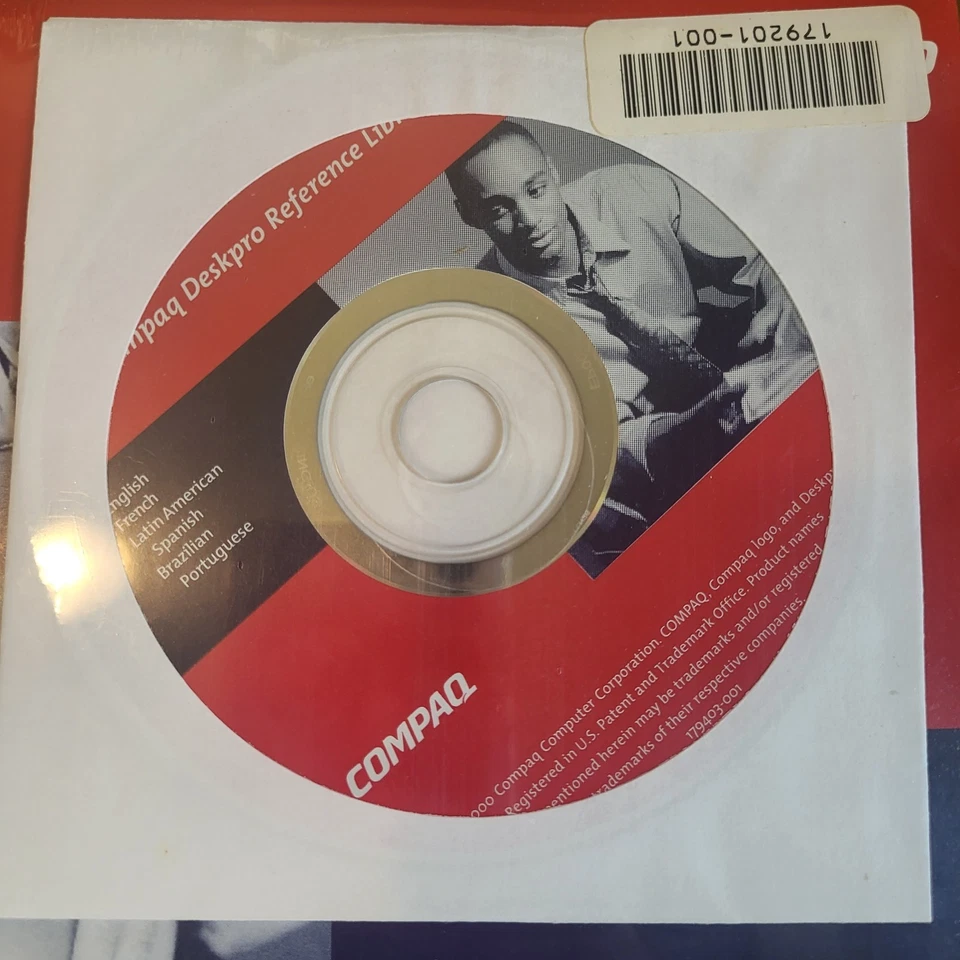 179201-001
mpaq Deskpro Reference Lib
nglish
French
Latin American
Spanish
Brazilian
Portuguese
COMPAQ
000 Compaq Computer Corporation. COMPAQ, Compaq logo, and Deskp
Registered in U.S. Patent and Trademark Office. Product names
entioned herein may be trademarks and/or registered
trademarks of their respective companies.
179403-001